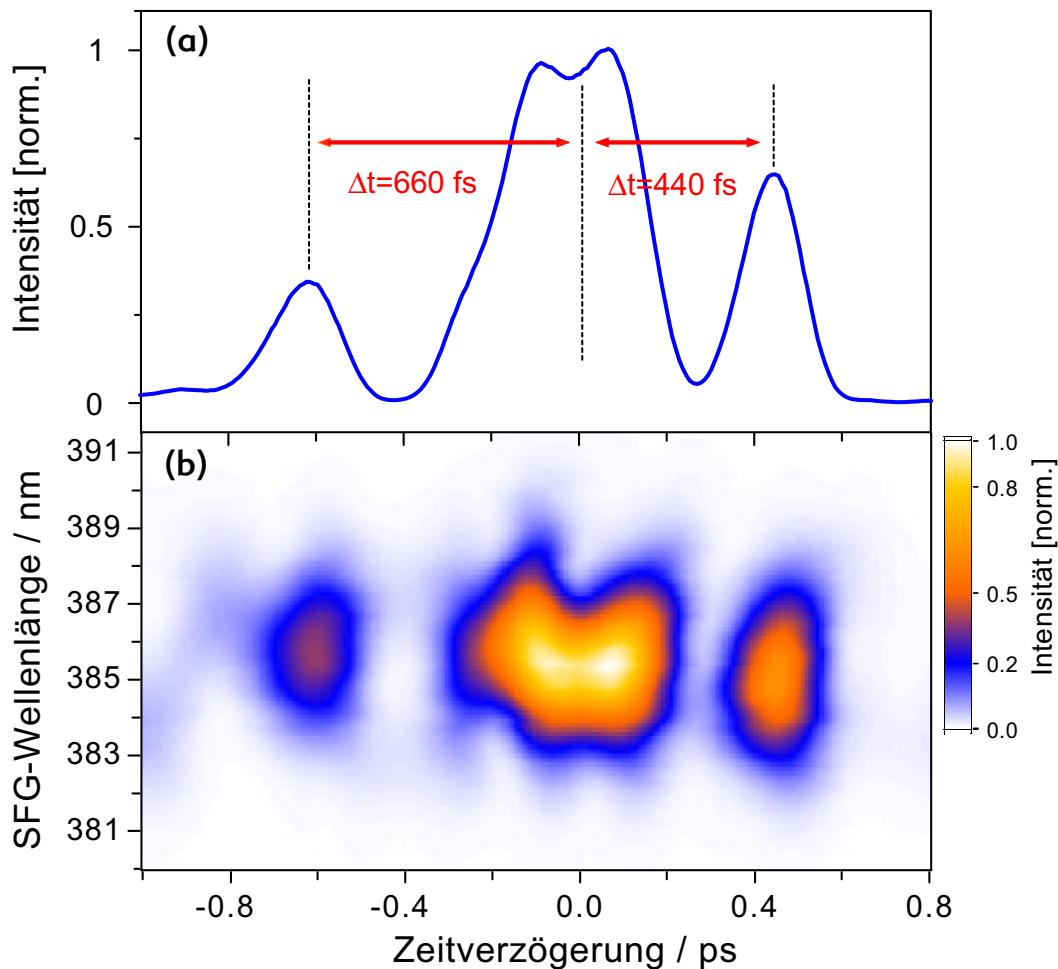 (a)
Intensität [norm.]
1
0.5
0
Δt=660 fs
Δt=440 fs
(b)
SFG-Wellenlänge / nm
391
389
387
385
383
381
-0.8
-0.4
0.0
0.4
0.8
Zeitverzögerung / ps
1.0
0.8
0.5
0.2
0.0
Intensität [norm.]